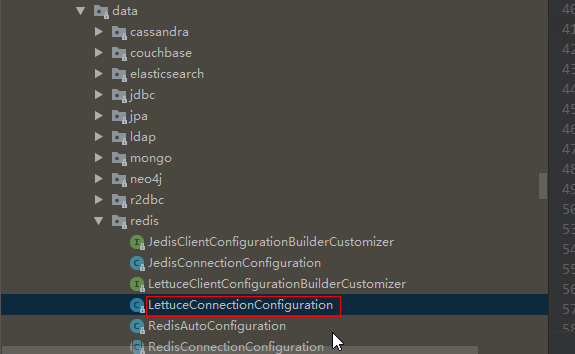 data
cassandra
couchbase
elasticsearch
jdbc
jpa
ldap
mongo
neo4j
r2dbc
redis
JedisClientConfigurationBuilderCustomizer
JedisConnectionConfiguration
LettuceClientConfigurationBuilderCustomizer
LettuceConnectionConfiguration
RedisAutoConfiguration
RedisConnectionConfiguration
40
41
42
43
44
45
46
47
48
49
50
51
52
53
54
55
56
57
58